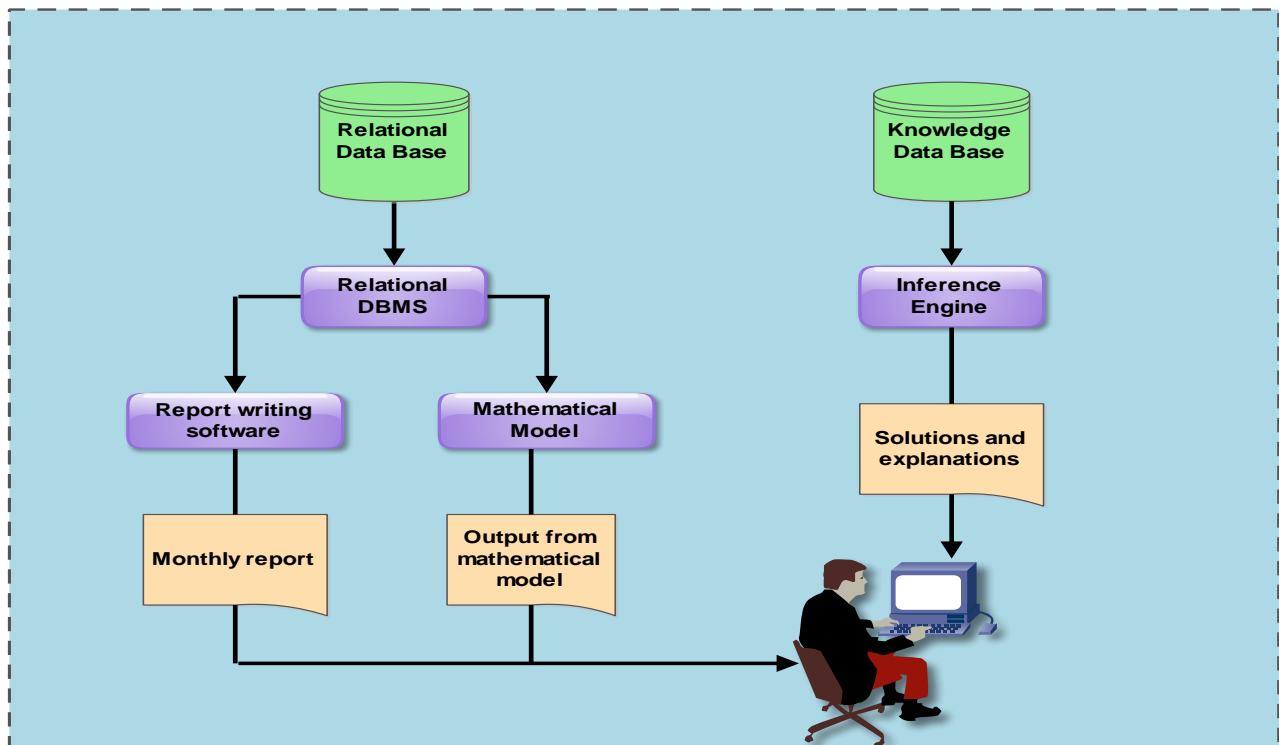 Relational
Data Base
Knowledge
Data Base
Relational
DBMS
Inference
Engine
Report writing
software
Mathematical
Model
Solutions and
explanations
Monthly report
Output from
mathematical
model